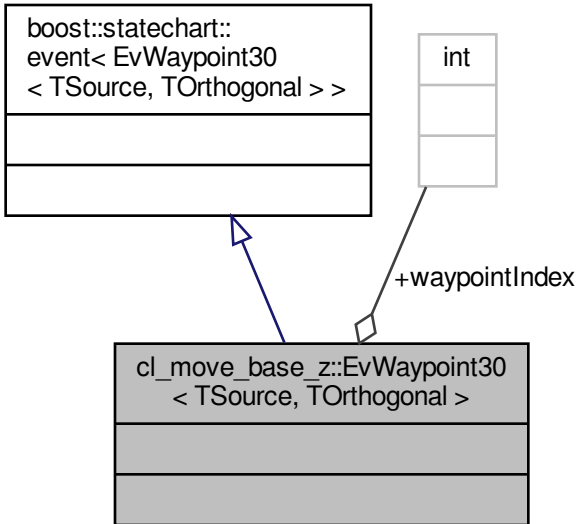 boost::statechart::
event< EvWaypoint30
< TSource, TOrthogonal > >
int
+waypointIndex
cl_move_base_z::EvWaypoint30
< TSource, TOrthogonal >